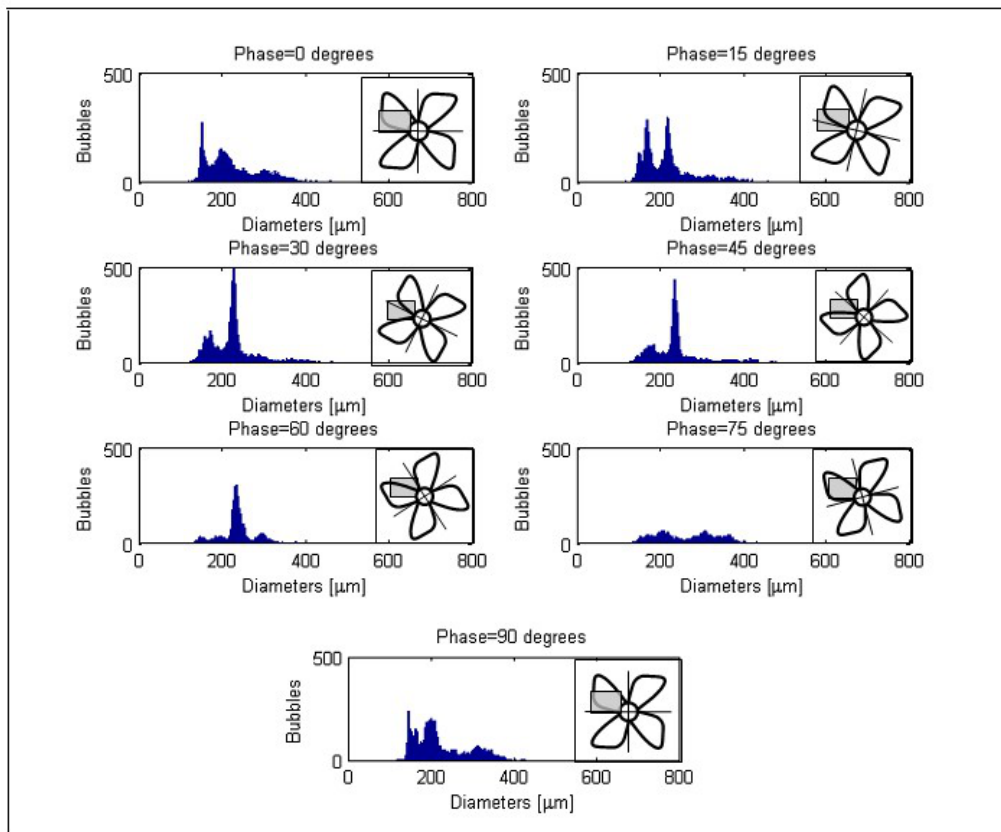 Phase=0 degrees
500
Bubbles
0
0 200 400 600 800
Diameters [μm]
Phase=15 degrees
500
Bubbles
0
0 200 400 600 800
Diameters [μm]
Phase=30 degrees
500
Bubbles
0
0 200 400 600 800
Diameters [μm]
Phase=45 degrees
500
Bubbles
0
0 200 400 600 800
Diameters [μm]
Phase=60 degrees
500
Bubbles
0
0 200 400 600 800
Diameters [μm]
Phase=75 degrees
500
Bubbles
0
0 200 400 600 800
Diameters [μm]
Phase=90 degrees
500
Bubbles
0
0 200 400 600 800
Diameters [μm]